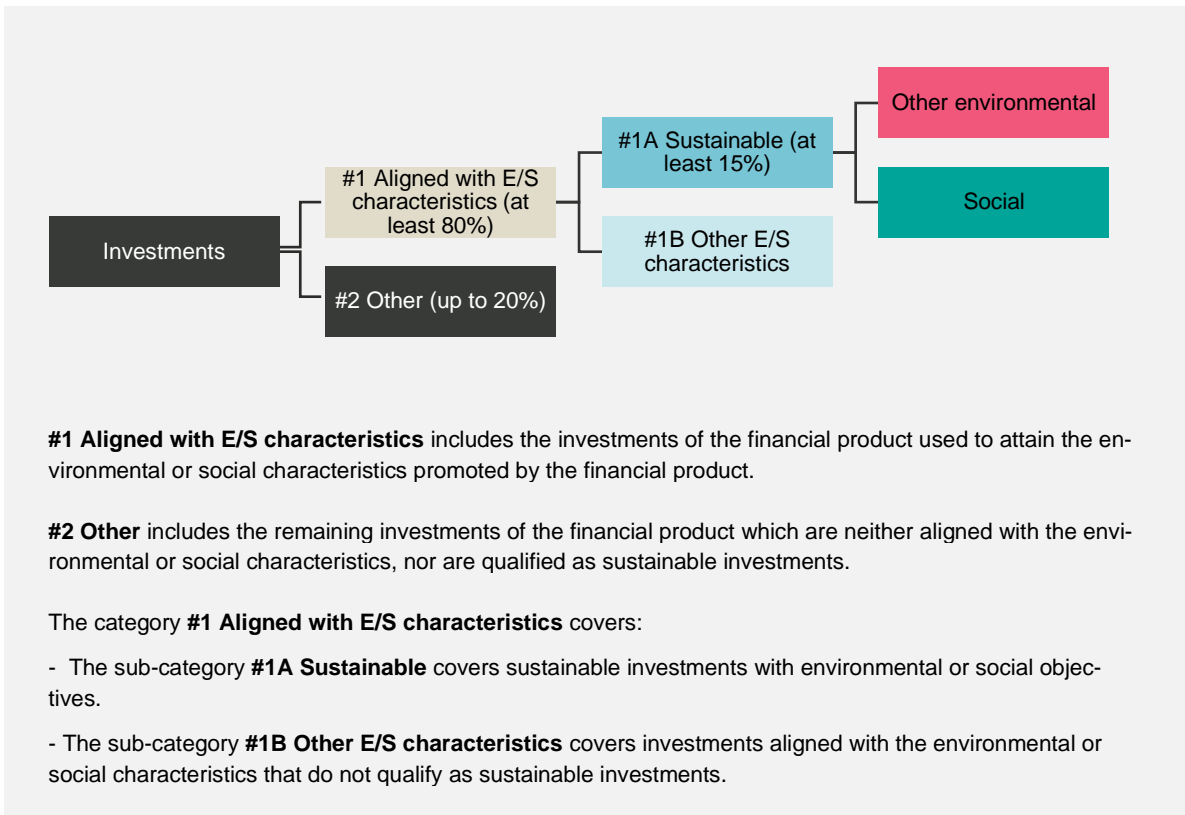 Other environmental
#1A Sustainable (at
least 15%)
#1 Aligned with E/S
characteristics (at
least 80%)
Social
Investments
#1B Other E/S
characteristics
#2 Other (up to 20%)
#1 Aligned with E/S characteristics includes the investments of the financial product used to attain the en-
vironmental or social characteristics promoted by the financial product.
#2 Other includes the remaining investments of the financial product which are neither aligned with the envi-
ronmental or social characteristics, nor are qualified as sustainable investments.
The category #1 Aligned with E/S characteristics covers:
- The sub-category #1A Sustainable covers sustainable investments with environmental or social objec-
tives.
- The sub-category #1B Other E/S characteristics covers investments aligned with the environmental or
social characteristics that do not qualify as sustainable investments.